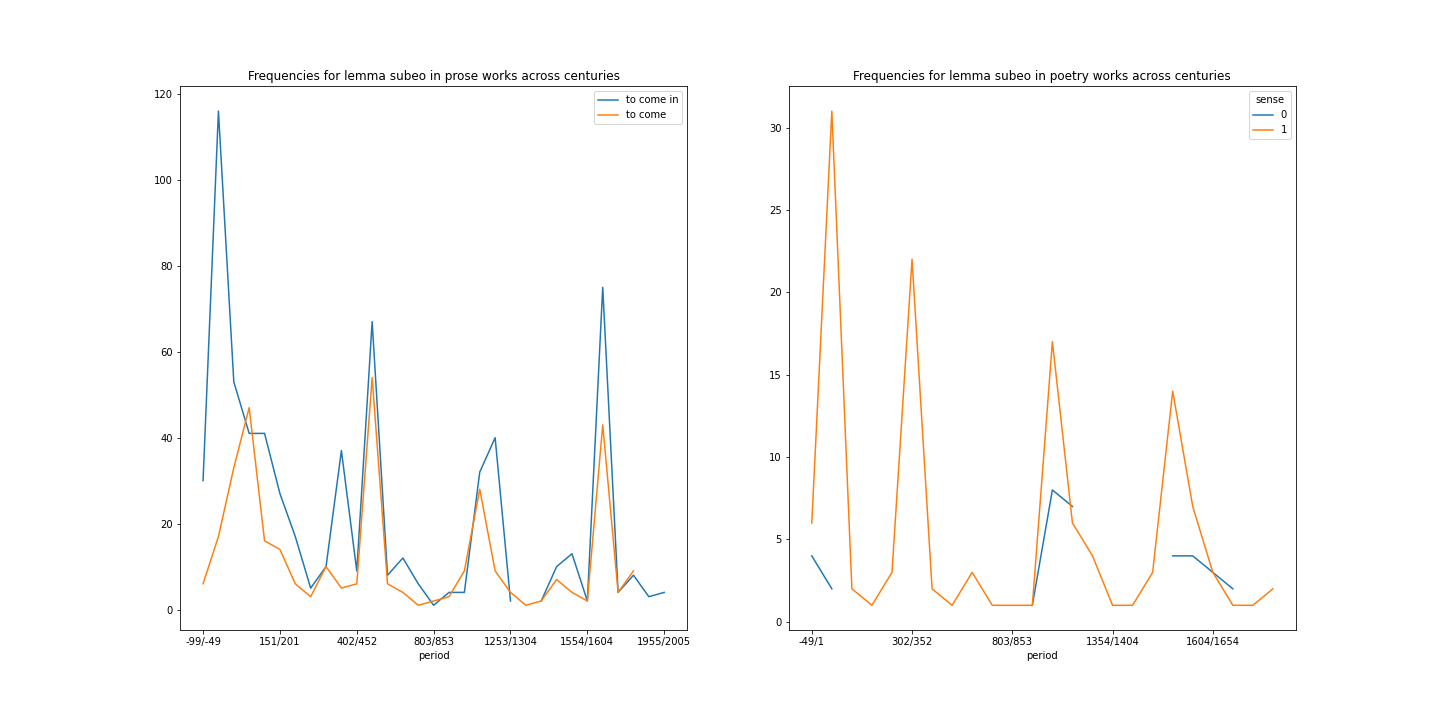 Frequencies for lemma subeo in prose works across centuries
to come in
to come
120
100
80
60
40
20
0
-99/-49 151/201 402/452 803/853 1253/1304 1554/1604 1955/2005
period
Frequencies for lemma subeo in poetry works across centuries
sense
0
1
30
25
20
15
10
5
0
-49/1 302/352 803/853 1354/1404 1604/1654
period